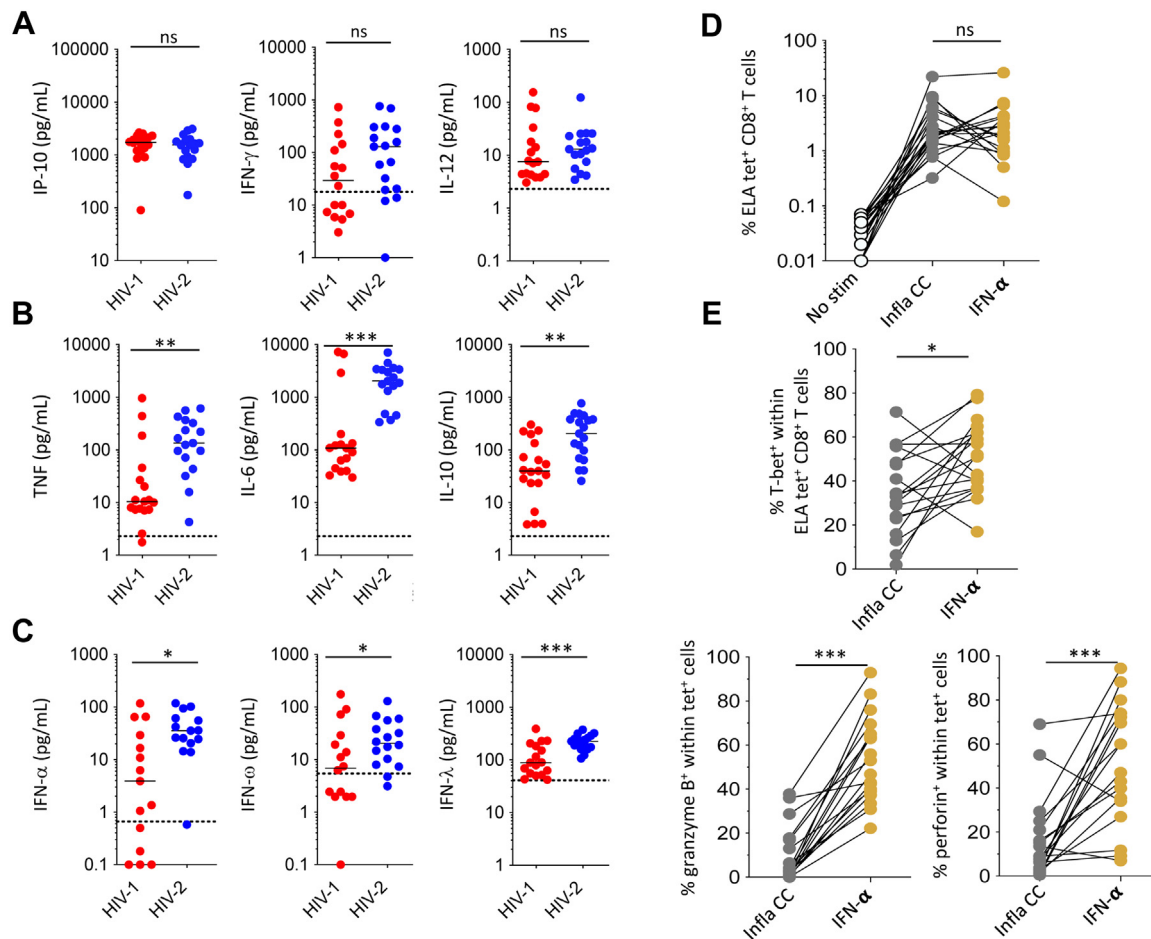 A
IP-10 (pg/mL)
100000
10000
1000
100
10
ns
HIV-1
HIV-2
IFN-γ (pg/mL)
10000
1000
100
10
1
ns
HIV-1
HIV-2
IL-12 (pg/mL)
1000
100
10
1
0.1
ns
HIV-1
HIV-2
B
TNF (pg/mL)
10000
1000
100
10
1
**
HIV-1
HIV-2
IL-6 (pg/mL)
10000
1000
100
10
1
***
HIV-1
HIV-2
IL-10 (pg/mL)
10000
1000
100
10
1
**
HIV-1
HIV-2
C
IFN-α (pg/mL)
1000
100
10
1
0.1
*
HIV-1
HIV-2
IFN-ω (pg/mL)
1000
100
10
1
0.1
*
HIV-1
HIV-2
IFN-λ (pg/mL)
10000
1000
100
10
1
***
HIV-1
HIV-2
D
% ELA tet⁺ CD8⁺ T cells
100
10
1
0.1
0.01
ns
No stim
Infla CC
IFN-α
E
% T-bet⁺ within
ELA tet⁺ CD8⁺ T cells
100
80
60
40
20
0
*
Infla CC
IFN-α
% granzyme B⁺ within tet⁺ cells
100
80
60
40
20
0
***
Infla CC
IFN-α
% perforin⁺ within tet⁺ cells
100
80
60
40
20
0
***
Infla CC
IFN-α